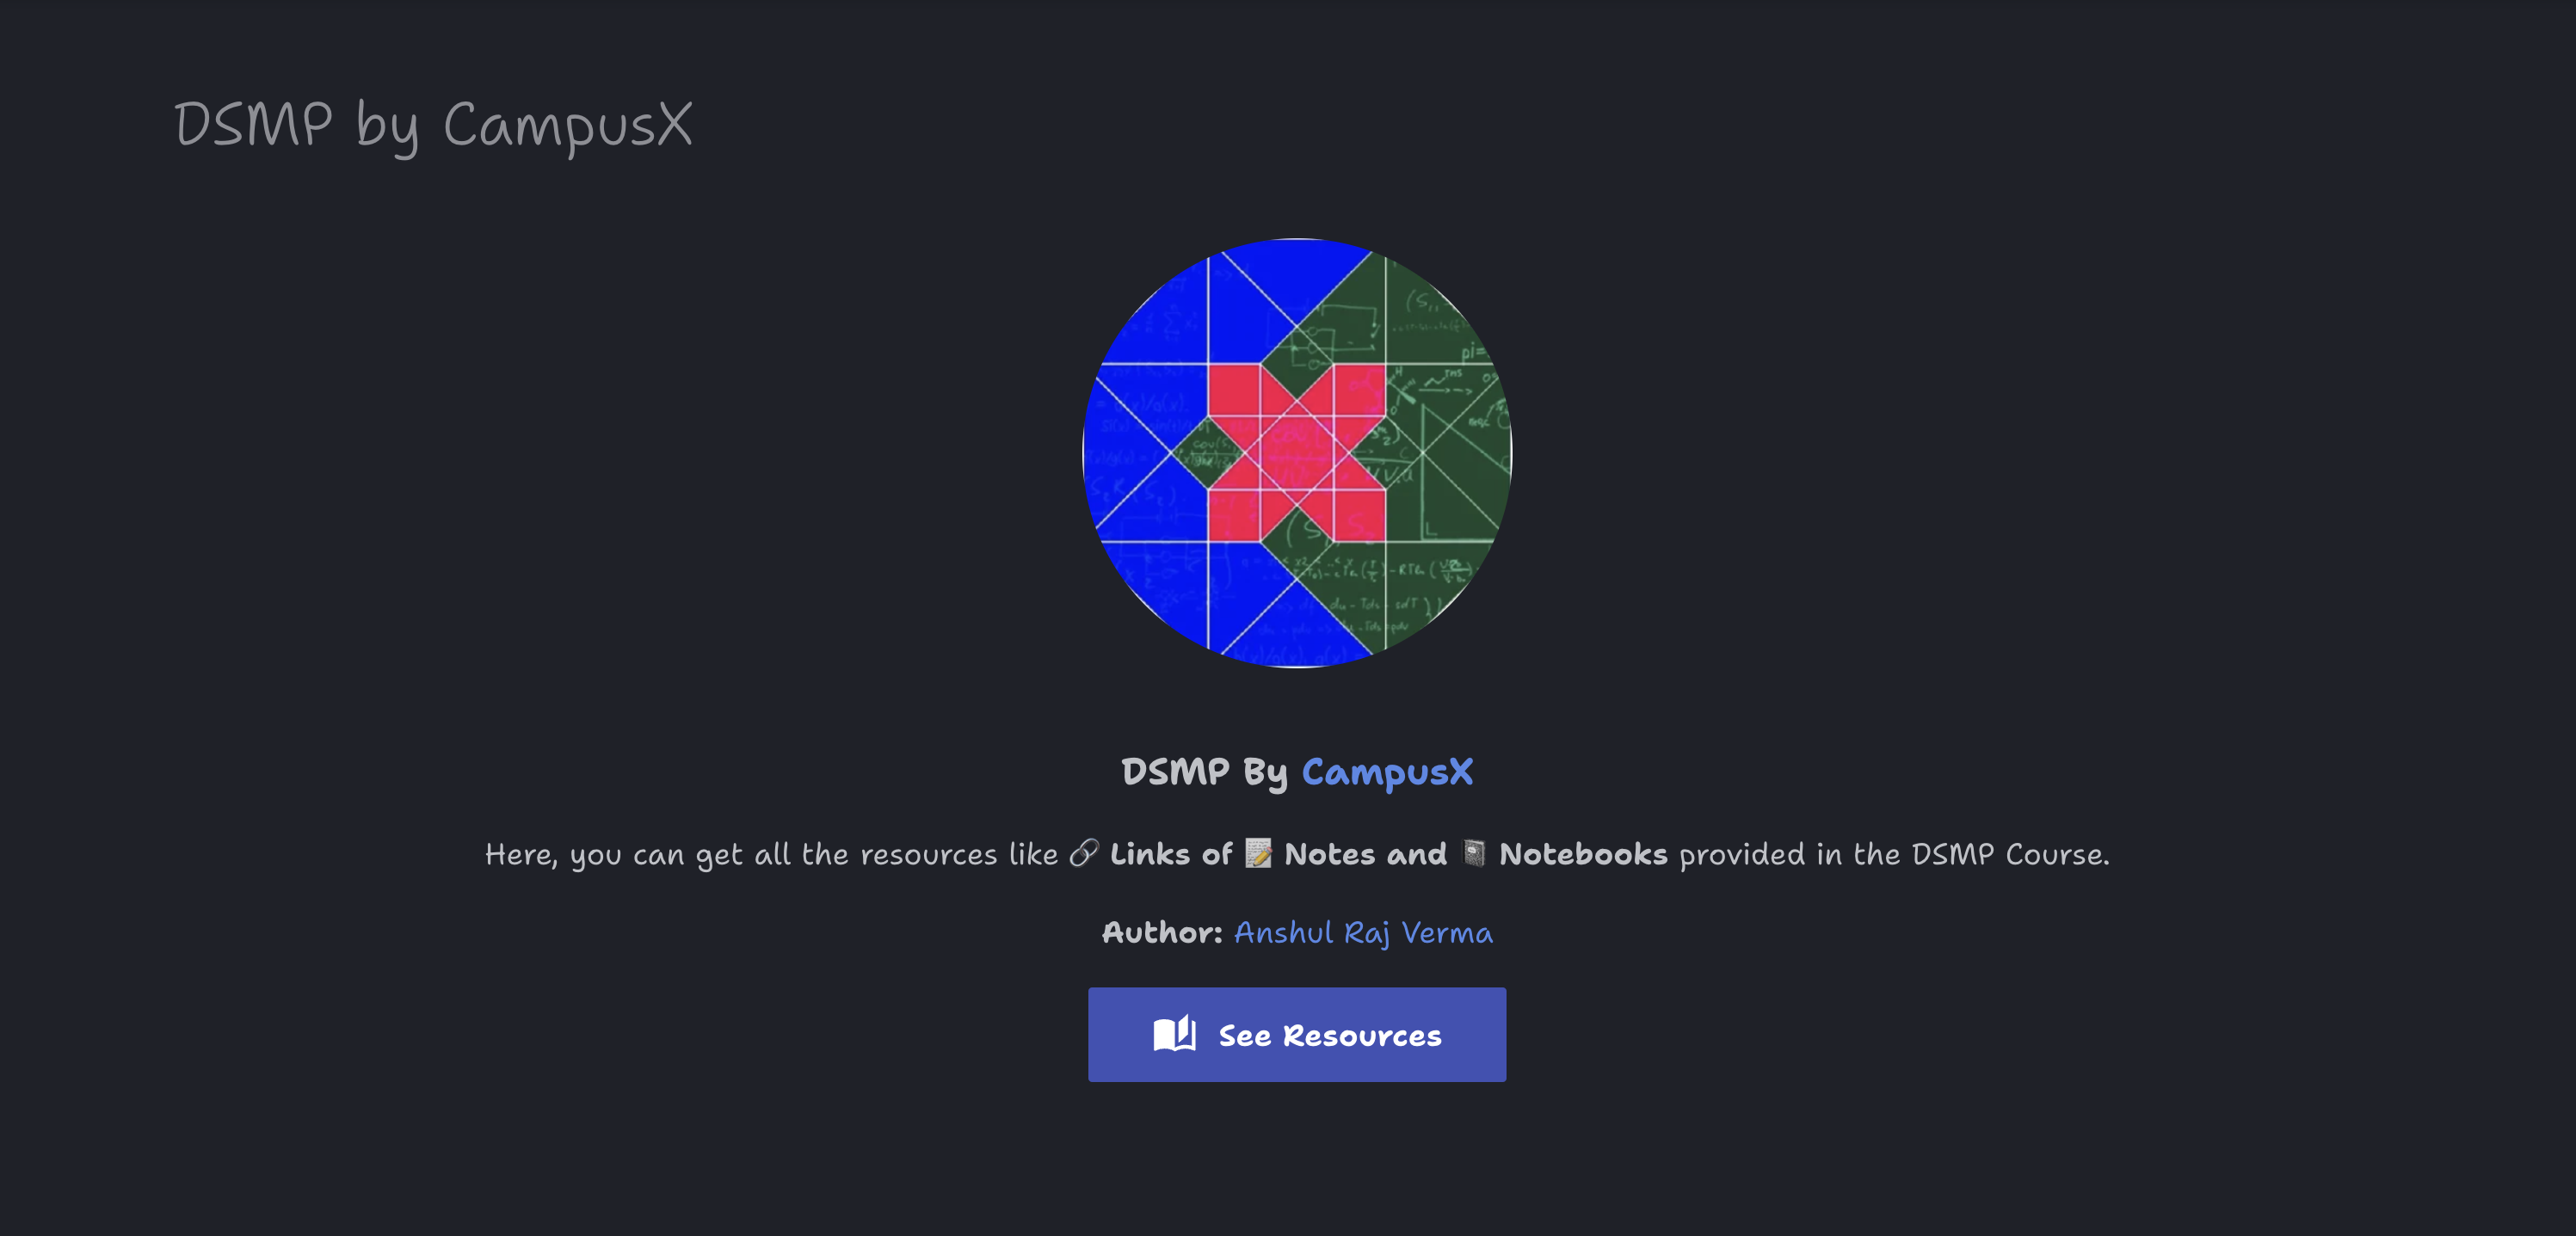 DSMP by CampusX
pi=
DSMP By CampusX
Here, you can get all the resources like 🔗 Links of 📝 Notes and 📓 Notebooks provided in the DSMP Course.
Author: Anshul Raj Verma
See Resources